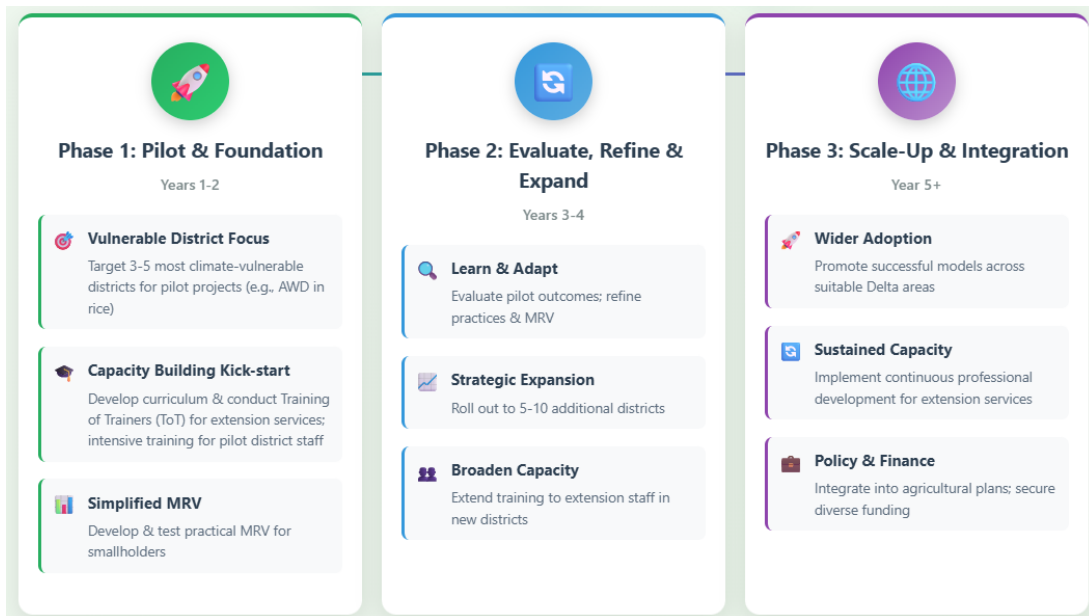 Phase 1: Pilot & Foundation
Years 1-2
Vulnerable District Focus
Target 3-5 most climate-vulnerable
districts for pilot projects (e.g., AWD in
rice)
Capacity Building Kick-start
Develop curriculum & conduct Training
of Trainers (ToT) for extension services;
intensive training for pilot district staff
Simplified MRV
Develop & test practical MRV for
smallholders
Phase 2: Evaluate, Refine &
Expand
Years 3-4
Learn & Adapt
Evaluate pilot outcomes; refine
practices & MRV
Strategic Expansion
Roll out to 5-10 additional districts
Broaden Capacity
Extend training to extension staff in
new districts
Phase 3: Scale-Up & Integration
Year 5+
Wider Adoption
Promote successful models across
suitable Delta areas
Sustained Capacity
Implement continuous professional
development for extension services
Policy & Finance
Integrate into agricultural plans; secure
diverse funding